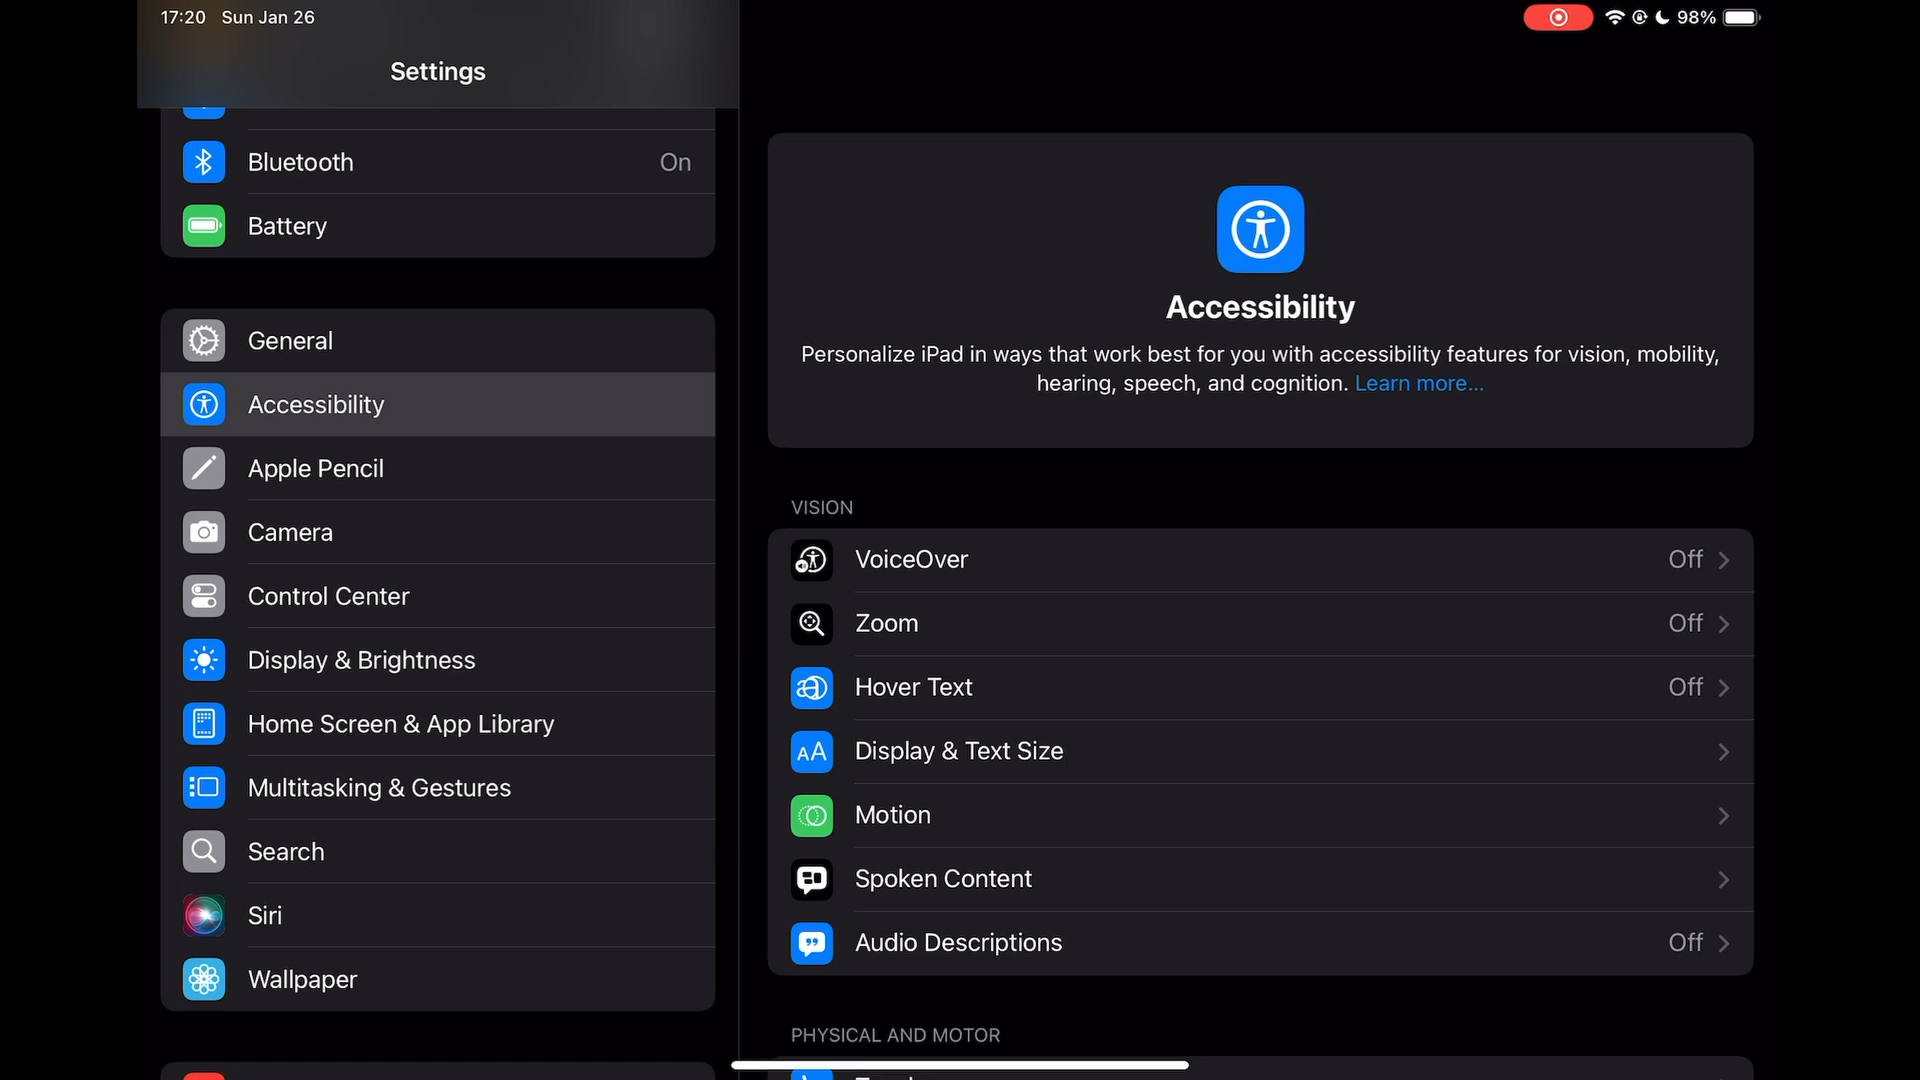 17:20 Sun Jan 26
98%
Settings
Bluetooth On
Battery
General
Accessibility
Apple Pencil
Camera
Control Center
Display & Brightness
Home Screen & App Library
Multitasking & Gestures
Search
Siri
Wallpaper
Accessibility
Personalize iPad in ways that work best for you with accessibility features for vision, mobility,
hearing, speech, and cognition. Learn more...
VISION
VoiceOver Off
Zoom Off
Hover Text Off
AA Display & Text Size
Motion
Spoken Content
Audio Descriptions Off
PHYSICAL AND MOTOR